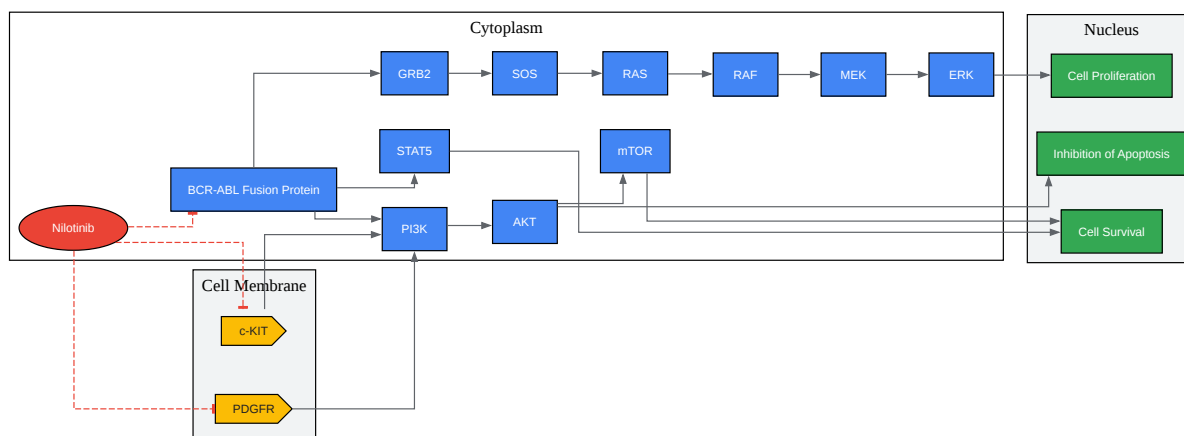 Cytoplasm
Nucleus
GRB2
SOS
RAS
RAF
MEK
ERK
Cell Proliferation
STAT5
mTOR
Inhibition of Apoptosis
BCR-ABL Fusion Protein
Nilotinib
PI3K
AKT
Cell Survival
Cell Membrane
c-KIT
PDGFR